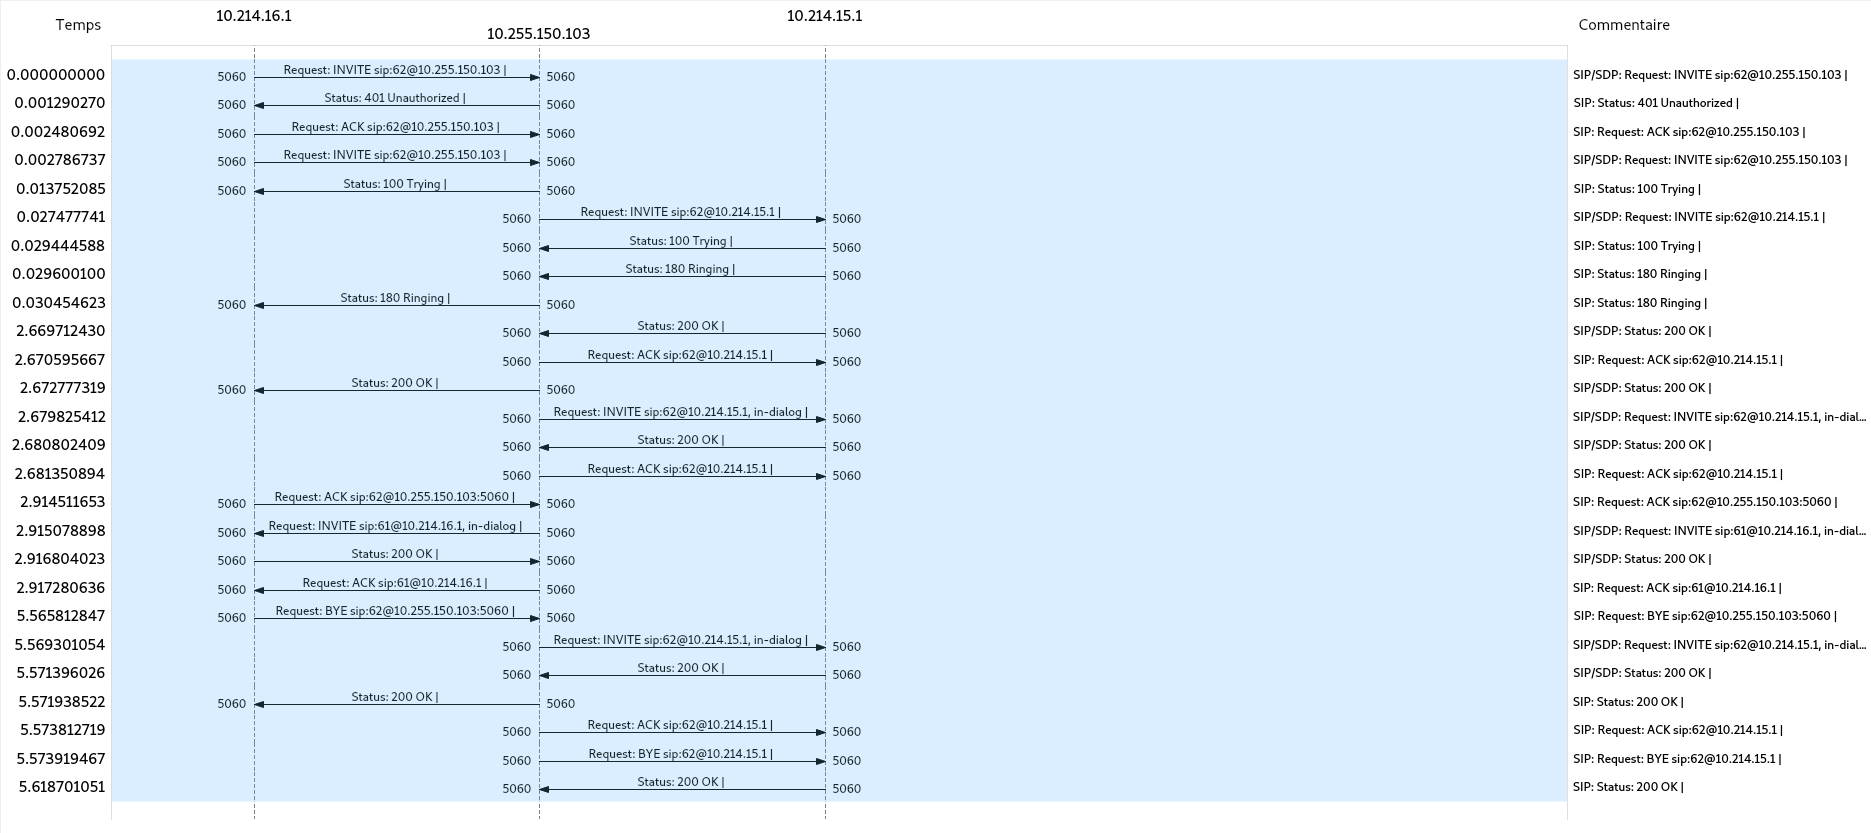 10.214.16.1 10.214.15.1
Temps Commentaire
10.255.150.103
0.000000000 5060 Request: INVITE sip:62@10.255.150.103 | 5060 SIP/SDP: Request: INVITE sip:62@10.255.150.103 |
0.001290270 5060 Status: 401 Unauthorized | 5060 SIP: Status: 401 Unauthorized |
0.002480692 5060 Request: ACK sip:62@10.255.150.103 | 5060 SIP: Request: ACK sip:62@10.255.150.103 |
0.002786737 5060 Request: INVITE sip:62@10.255.150.103 | 5060 SIP/SDP: Request: INVITE sip:62@10.255.150.103 |
0.013752085 5060 Status: 100 Trying | 5060 SIP: Status: 100 Trying |
0.027477741 5060 Request: INVITE sip:62@10.214.15.1 | 5060 SIP/SDP: Request: INVITE sip:62@10.214.15.1 |
0.029444588 5060 Status: 100 Trying | 5060 SIP: Status: 100 Trying |
0.029600100 5060 Status: 180 Ringing | 5060 SIP: Status: 180 Ringing |
0.030454623 5060 Status: 180 Ringing | 5060 SIP: Status: 180 Ringing |
2.669712430 5060 Status: 200 OK | 5060 SIP/SDP: Status: 200 OK |
2.670595667 5060 Request: ACK sip:62@10.214.15.1 | 5060 SIP: Request: ACK sip:62@10.214.15.1 |
2.672777319 5060 Status: 200 OK | 5060 SIP/SDP: Status: 200 OK |
2.679825412 5060 Request: INVITE sip:62@10.214.15.1, in-dialog | 5060 SIP/SDP: Request: INVITE sip:62@10.214.15.1, in-dial...
2.680802409 5060 Status: 200 OK | 5060 SIP/SDP: Status: 200 OK |
2.681350894 5060 Request: ACK sip:62@10.214.15.1 | 5060 SIP: Request: ACK sip:62@10.214.15.1 |
2.914511653 5060 Request: ACK sip:62@10.255.150.103:5060 | 5060 SIP: Request: ACK sip:62@10.255.150.103:5060 |
2.915078898 5060 Request: INVITE sip:61@10.214.16.1, in-dialog | 5060 SIP/SDP: Request: INVITE sip:61@10.214.16.1, in-dial...
2.916804023 5060 Status: 200 OK | 5060 SIP/SDP: Status: 200 OK |
2.917280636 5060 Request: ACK sip:61@10.214.16.1 | 5060 SIP: Request: ACK sip:61@10.214.16.1 |
5.565812847 5060 Request: BYE sip:62@10.255.150.103:5060 | 5060 SIP: Request: BYE sip:62@10.255.150.103:5060 |
5.569301054 5060 Request: INVITE sip:62@10.214.15.1, in-dialog | 5060 SIP/SDP: Request: INVITE sip:62@10.214.15.1, in-dial...
5.571396026 5060 Status: 200 OK | 5060 SIP/SDP: Status: 200 OK |
5.571938522 5060 Status: 200 OK | 5060 SIP: Status: 200 OK |
5.573812719 5060 Request: ACK sip:62@10.214.15.1 | 5060 SIP: Request: ACK sip:62@10.214.15.1 |
5.573919467 5060 Request: BYE sip:62@10.214.15.1 | 5060 SIP: Request: BYE sip:62@10.214.15.1 |
5.618701051 5060 Status: 200 OK | 5060 SIP: Status: 200 OK |